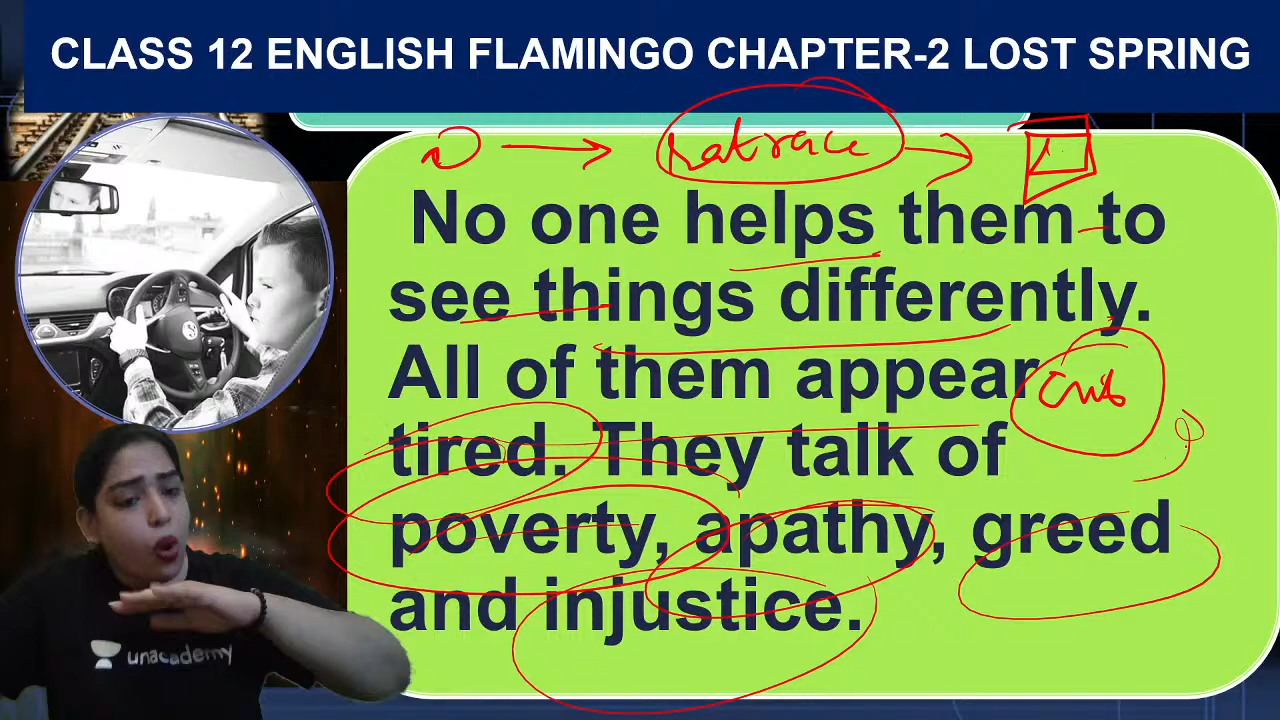 CLASS 12 ENGLISH FLAMINGO CHAPTER-2 LOST SPRING
ratrace
No one helps them to
see things differently.
All of them appear
tired. They talk of
poverty, apathy, greed
and injustice.
unacademy